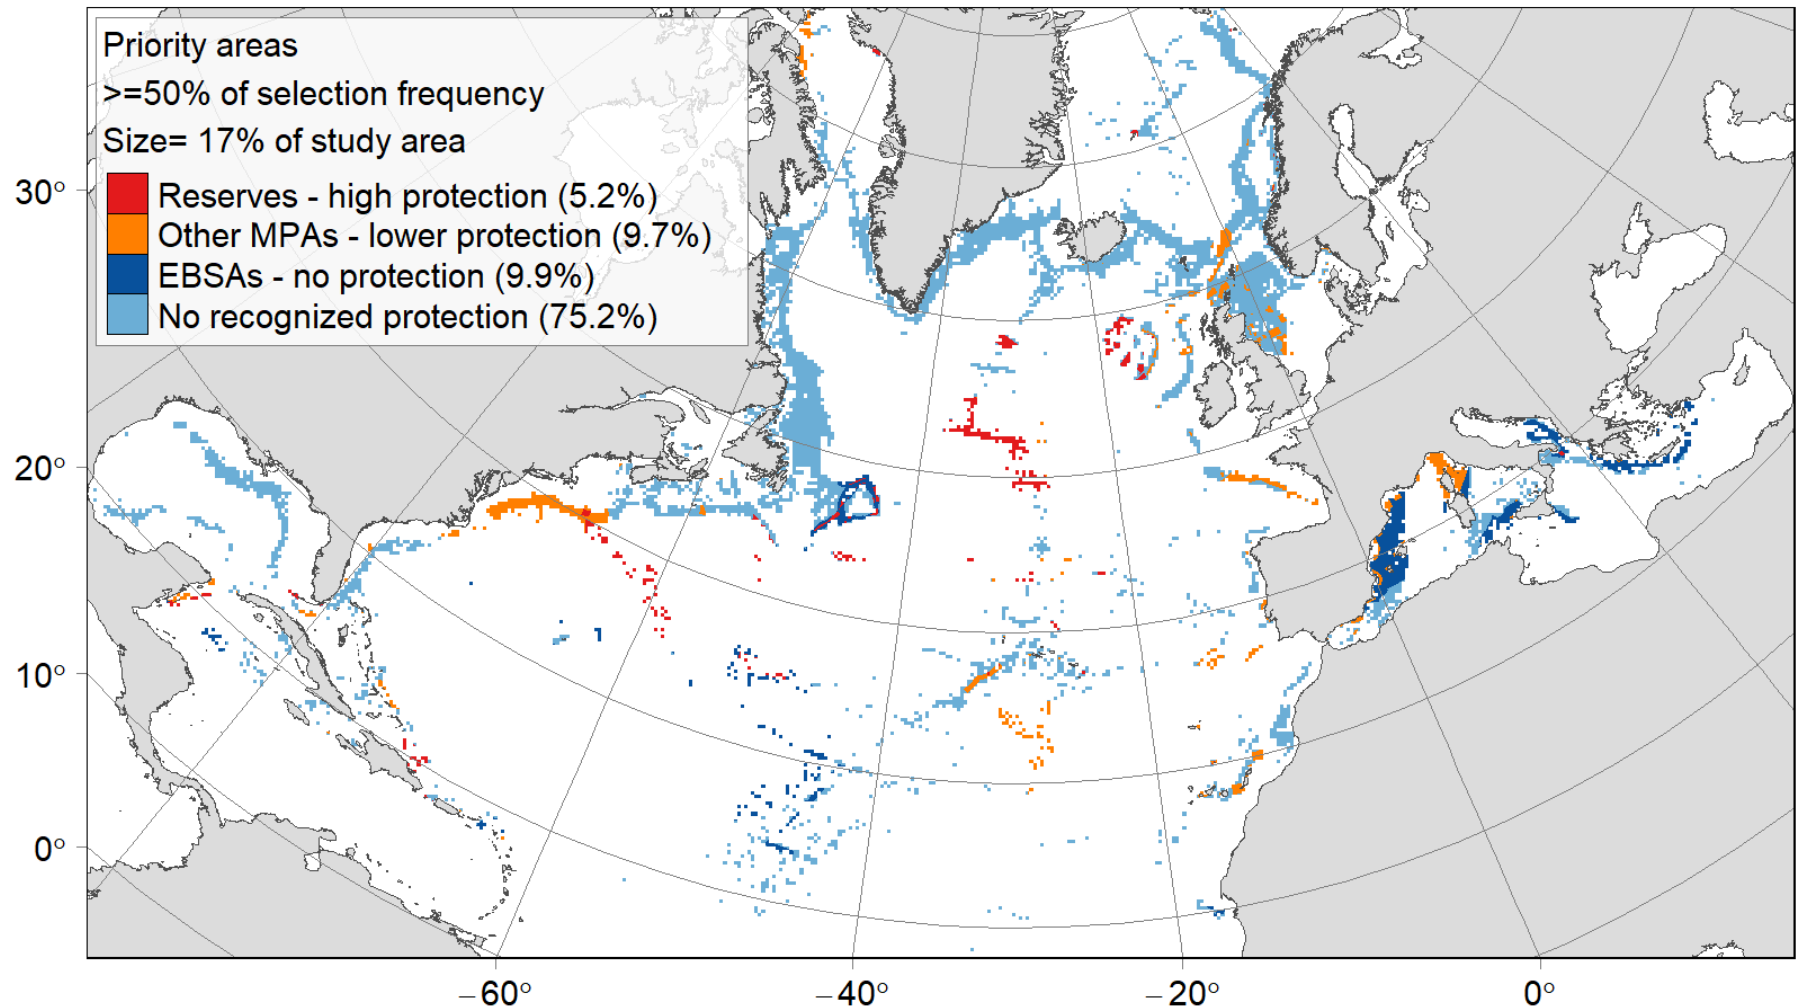 Priority areas
>=50% of selection frequency
Size= 17% of study area
Reserves - high protection (5.2%)
Other MPAs - lower protection (9.7%)
EBSAs - no protection (9.9%)
No recognized protection (75.2%)
30°
20°
10°
0°
−60°
−40°
−20°
0°